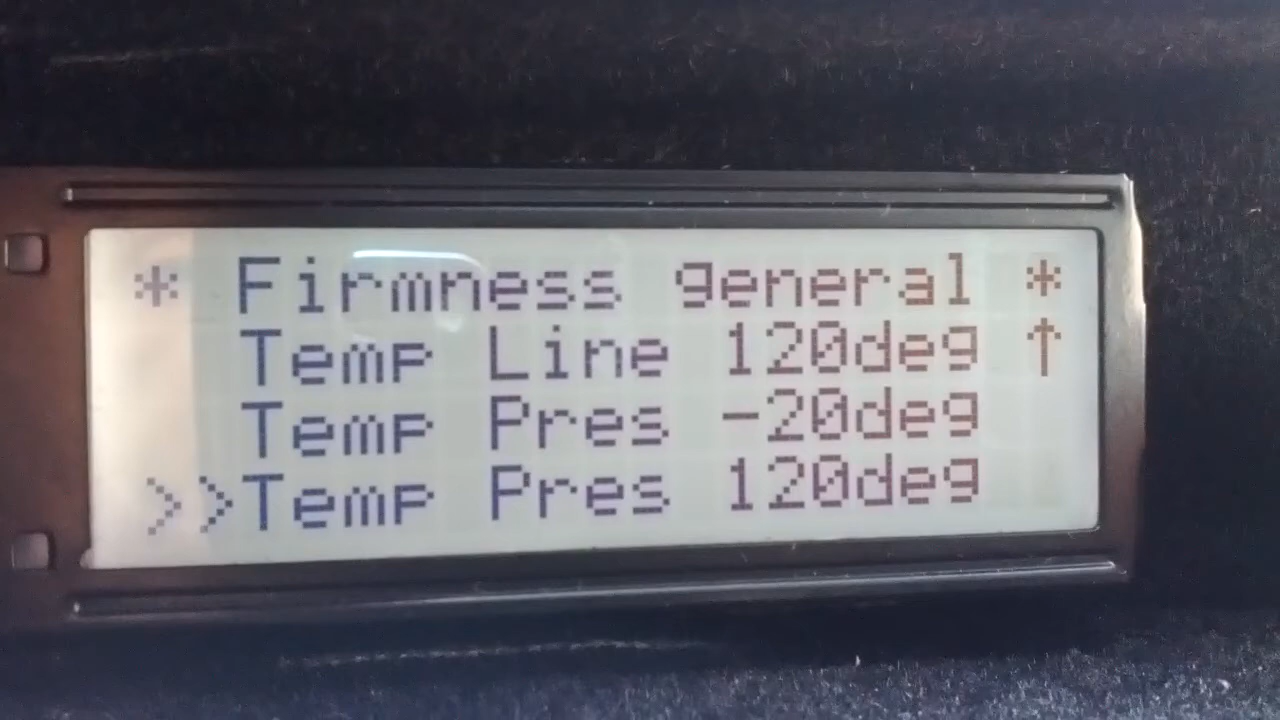 * Firmness general *
Temp Line 120deg ↑
Temp Pres -20deg
>>Temp Pres 120deg